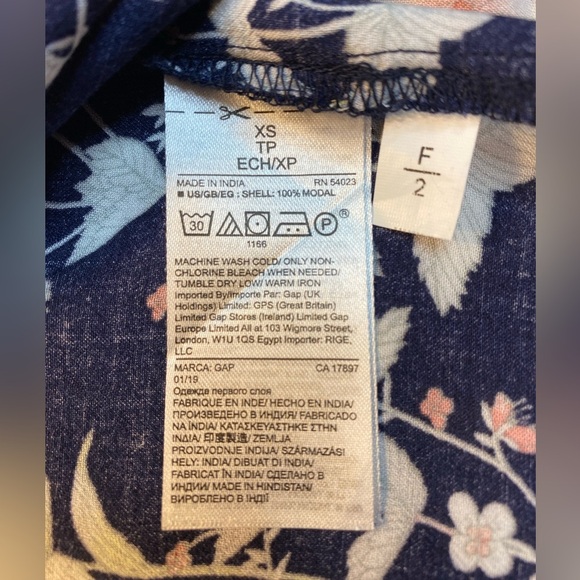 XS
TP
ECH/XP
MADE IN INDIA RN 54023
■ US/GB/EG : SHELL: 100% MODAL
30 P ®
1166
MACHINE WASH COLD/ ONLY NON-
CHLORINE BLEACH WHEN NEEDED/
TUMBLE DRY LOW/ WARM IRON
Imported By/Importe Par: Gap (UK
Holdings) Limited: GPS (Great Britain)
Limited Gap Stores (Ireland) Limited Gap
Europe Limited All at 103 Wigmore Street,
London, W1U 1QS Egypt Importer: RIGE,
LLC
MARCA: GAP CA 17897
01/19
Одежде первого слоя
FABRIQUE EN INDE/ HECHO EN INDIA/
ПРОИЗВЕДЕНО В ИНДИЯ/ FABRICADO
NA INDIA/ ΚΑΤΑΣΚΕΥΑΣΤΗΚΕ ΣΤΗΝ
ΙΝΔΙΑ/ 印度製造/ ZEMLJA
PROIZVODNJE INDIJA/ SZÁRMAZÁSI
HELY: INDIA/ DIBUAT DI INDIA/
FABRICAT ÎN INDIA/ СДЕЛАНО В
ИНДИИ/ MADE IN HINDISTAN/
ВИРОБЛЕНО В ІНДІЇ
F
2